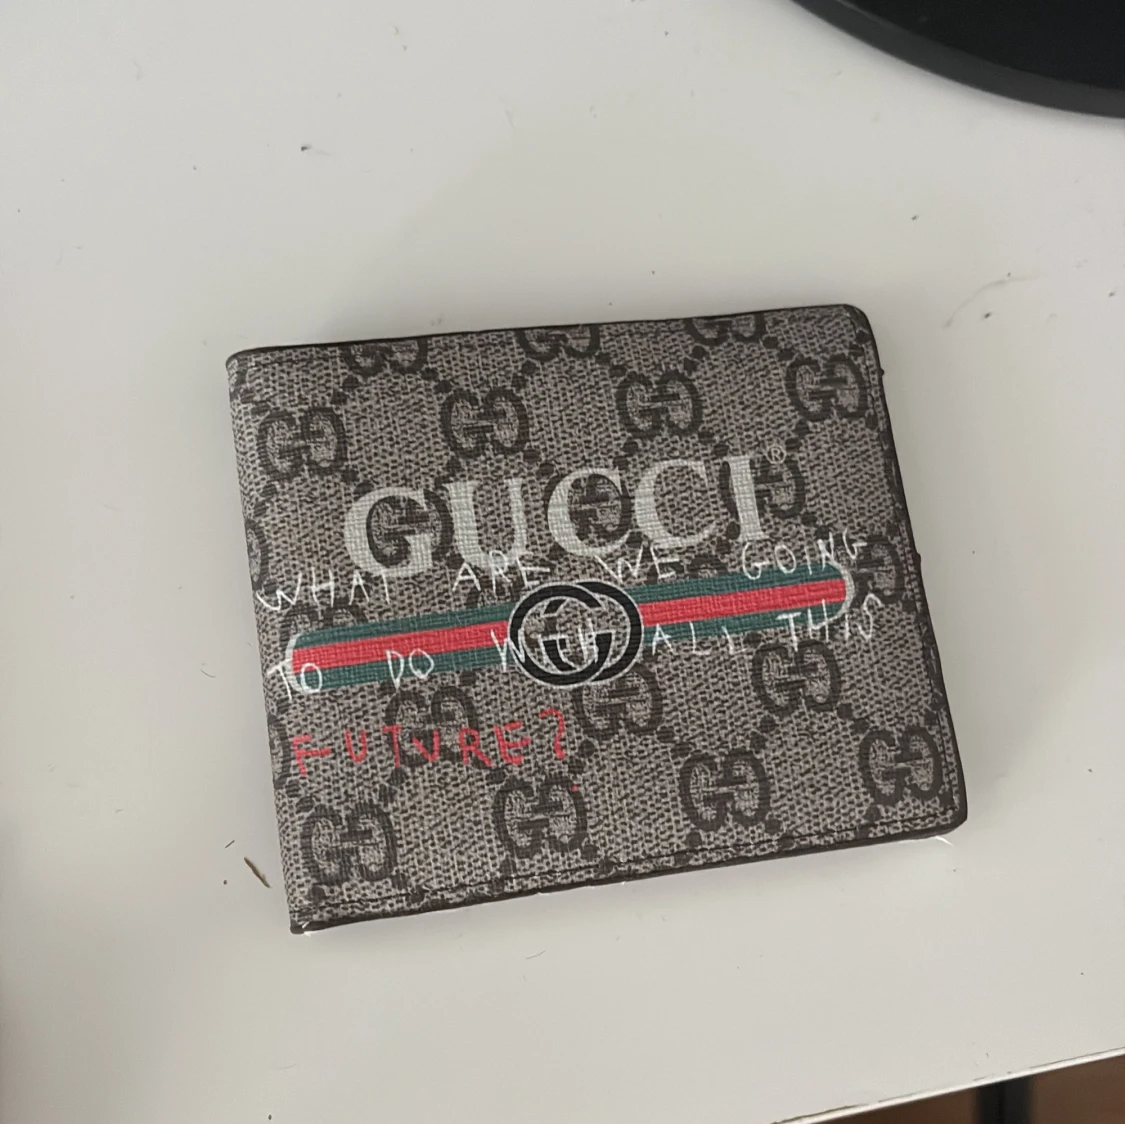 GUCCI®
WHAT ARE WE GOING
TO DO WITH ALL THIS
FUTURE?